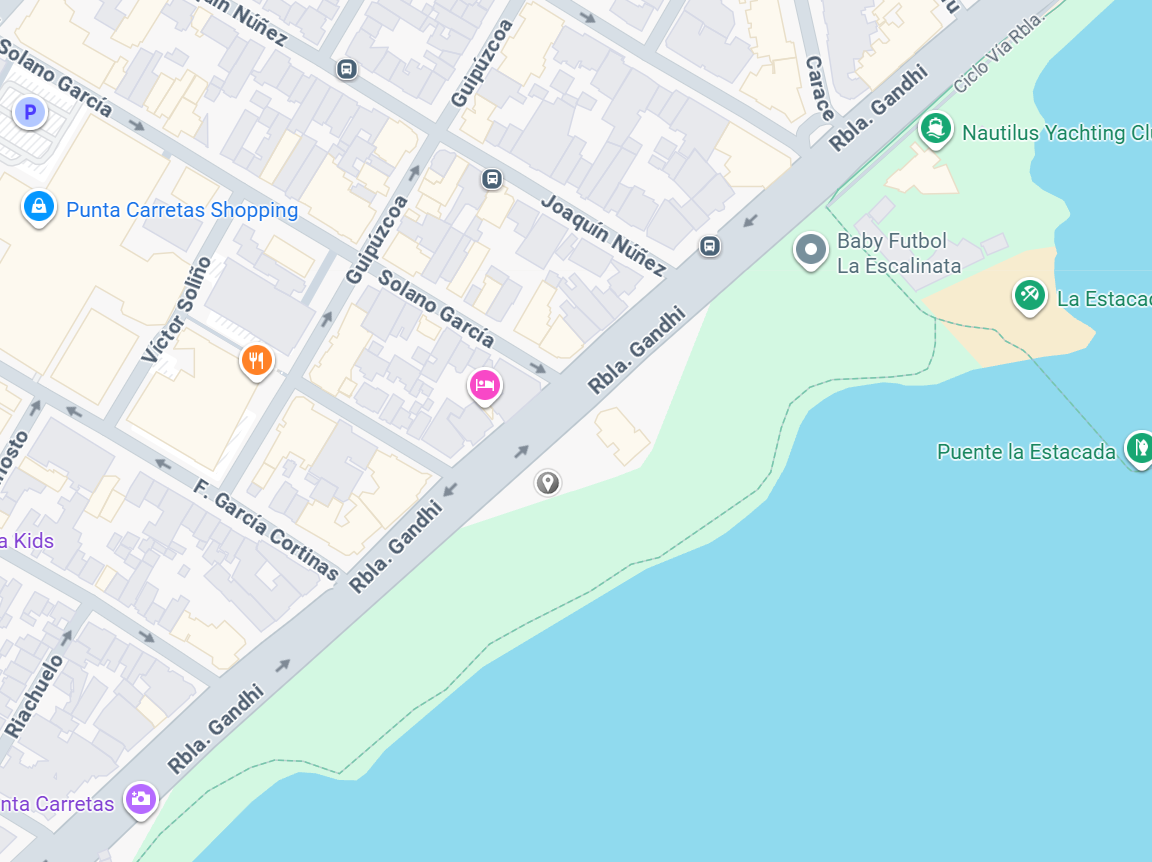 uín Núñez
Solano García
P
Guipúzcoa
Carace
Rbla. Gandhi
Ciclo Vía Rbla.
Nautilus Yachting Clu
Punta Carretas Shopping
Guipúzcoa
Joaquín Núñez
Baby Futbol
La Escalinata
La Estacad
Víctor Soliño
Solano García
Rbla. Gandhi
Puente la Estacada
F. García Cortinas
Rbla. Gandhi
a Kids
Riachuelo
Rbla. Gandhi
nta Carretas